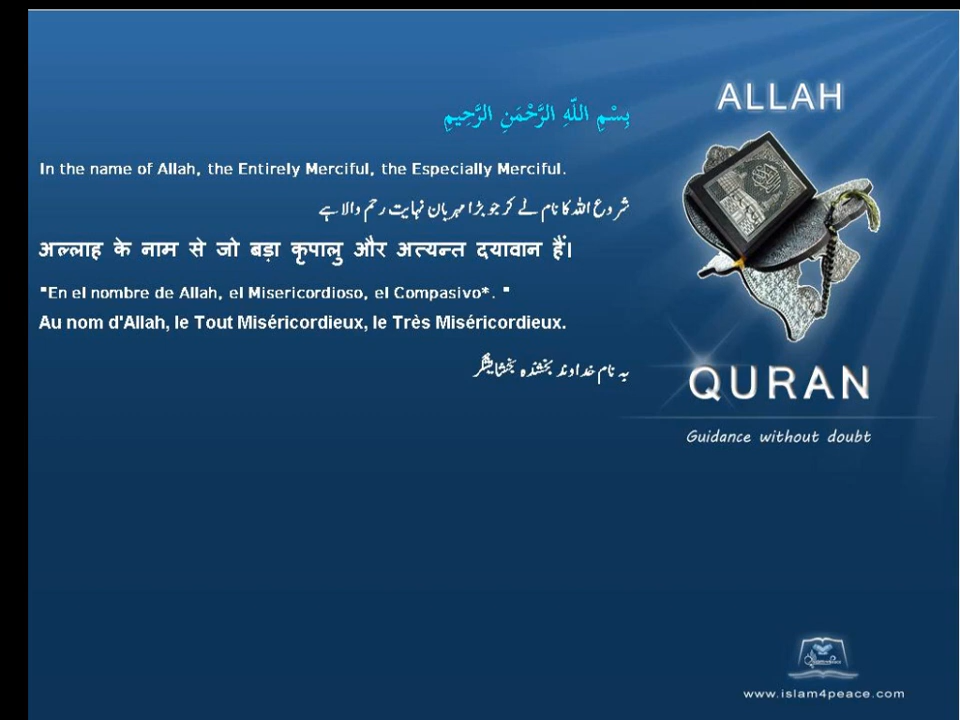 بِسْمِ اللّهِ الرَّحْمَنِ الرَّحِيمِ
In the name of Allah, the Entirely Merciful, the Especially Merciful.
شروع الله کا نام لے کر جو بڑا مہربان نہایت رحم والا ہے
अल्लाह के नाम से जो बड़ा कृपालु और अत्यन्त दयावान हैं।
"En el nombre de Allah, el Misericordioso, el Compasivo*. "
Au nom d'Allah, le Tout Miséricordieux, le Très Miséricordieux.
به نام خداوند بخشنده بخشایشگر
ALLAH
QURAN
Guidance without doubt
www.islam4peace.com